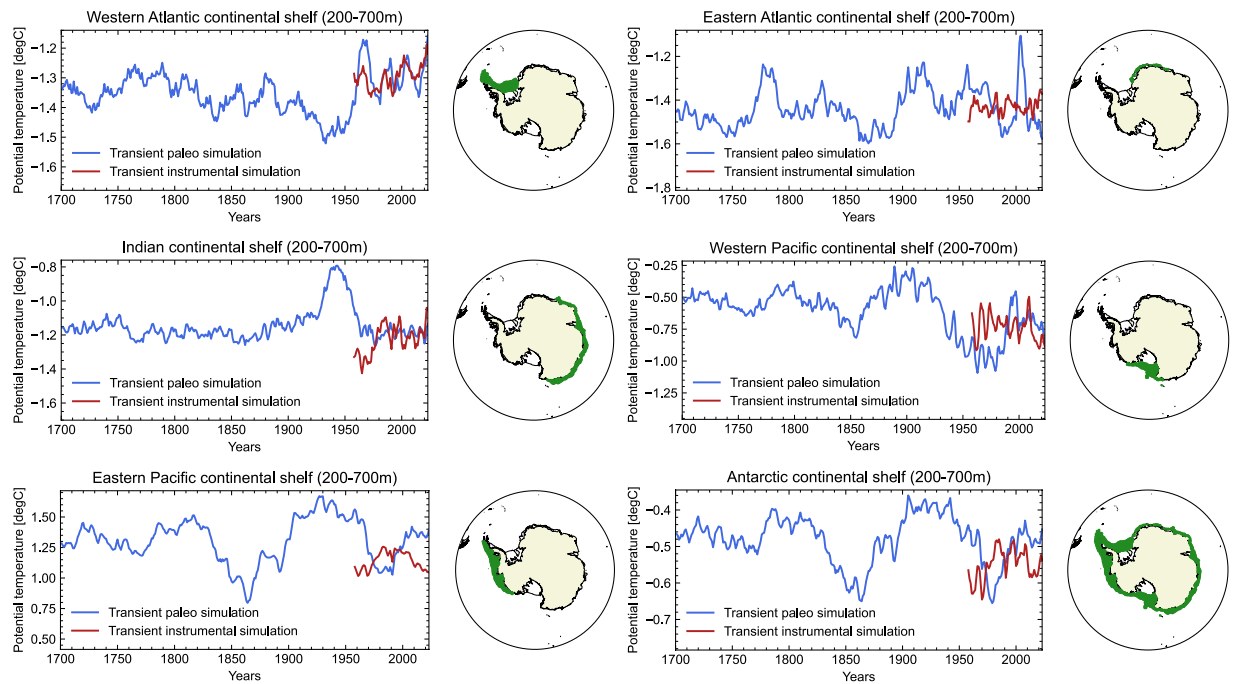 Western Atlantic continental shelf (200-700m)
Potential temperature [degC]
−1.2
−1.3
−1.4
−1.5
−1.6
Transient paleo simulation
Transient instrumental simulation
1700 1750 1800 1850 1900 1950 2000
Years
Eastern Atlantic continental shelf (200-700m)
Potential temperature [degC]
−1.2
−1.4
−1.6
−1.8
Transient paleo simulation
Transient instrumental simulation
1700 1750 1800 1850 1900 1950 2000
Years
Indian continental shelf (200-700m)
Potential temperature [degC]
−0.8
−1.0
−1.2
−1.4
−1.6
Transient paleo simulation
Transient instrumental simulation
1700 1750 1800 1850 1900 1950 2000
Years
Western Pacific continental shelf (200-700m)
Potential temperature [degC]
−0.25
−0.50
−0.75
−1.00
−1.25
Transient paleo simulation
Transient instrumental simulation
1700 1750 1800 1850 1900 1950 2000
Years
Eastern Pacific continental shelf (200-700m)
Potential temperature [degC]
1.50
1.25
1.00
0.75
0.50
Transient paleo simulation
Transient instrumental simulation
1700 1750 1800 1850 1900 1950 2000
Years
Antarctic continental shelf (200-700m)
Potential temperature [degC]
−0.4
−0.5
−0.6
−0.7
Transient paleo simulation
Transient instrumental simulation
1700 1750 1800 1850 1900 1950 2000
Years